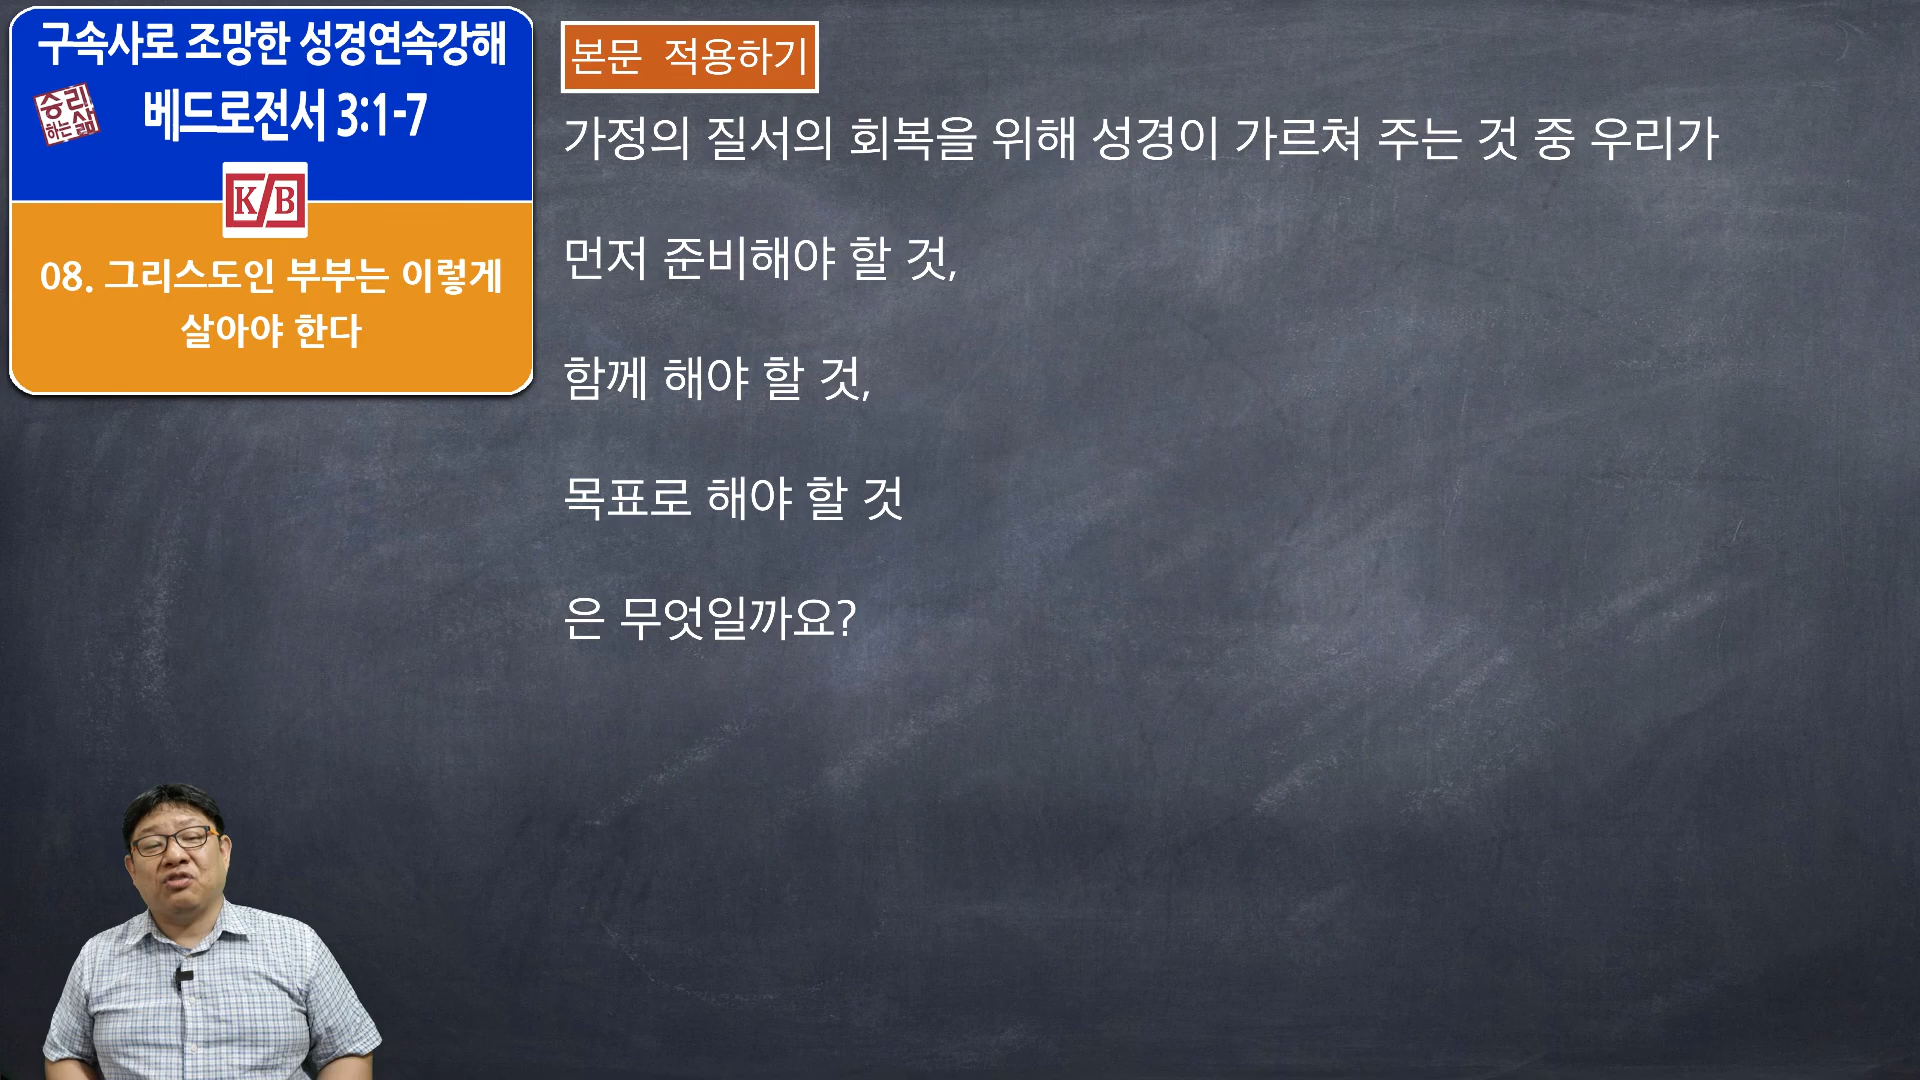 구속사로 조망한 성경연속강해
승리
하는 삶
베드로전서 3:1-7
K/B
08. 그리스도인 부부는 이렇게
살아야 한다
본문 적용하기
가정의 질서의 회복을 위해 성경이 가르쳐 주는 것 중 우리가
먼저 준비해야 할 것,
함께 해야 할 것,
목표로 해야 할 것
은 무엇일까요?